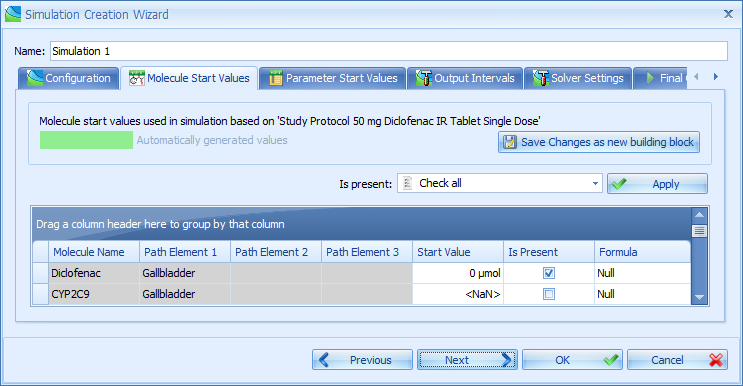 Simulation Creation Wizard
Name: Simulation 1
Configuration Molecule Start Values Parameter Start Values Output Intervals Solver Settings Final
Molecule start values used in simulation based on 'Study Protocol 50 mg Diclofenac IR Tablet Single Dose'
Automatically generated values Save Changes as new building block
Is present: Check all Apply
Drag a column header here to group by that column
Molecule Name Path Element 1 Path Element 2 Path Element 3 Start Value Is Present Formula
Diclofenac Gallbladder 0 µmol Null
CYP2C9 Gallbladder <NaN> Null
Previous Next OK Cancel